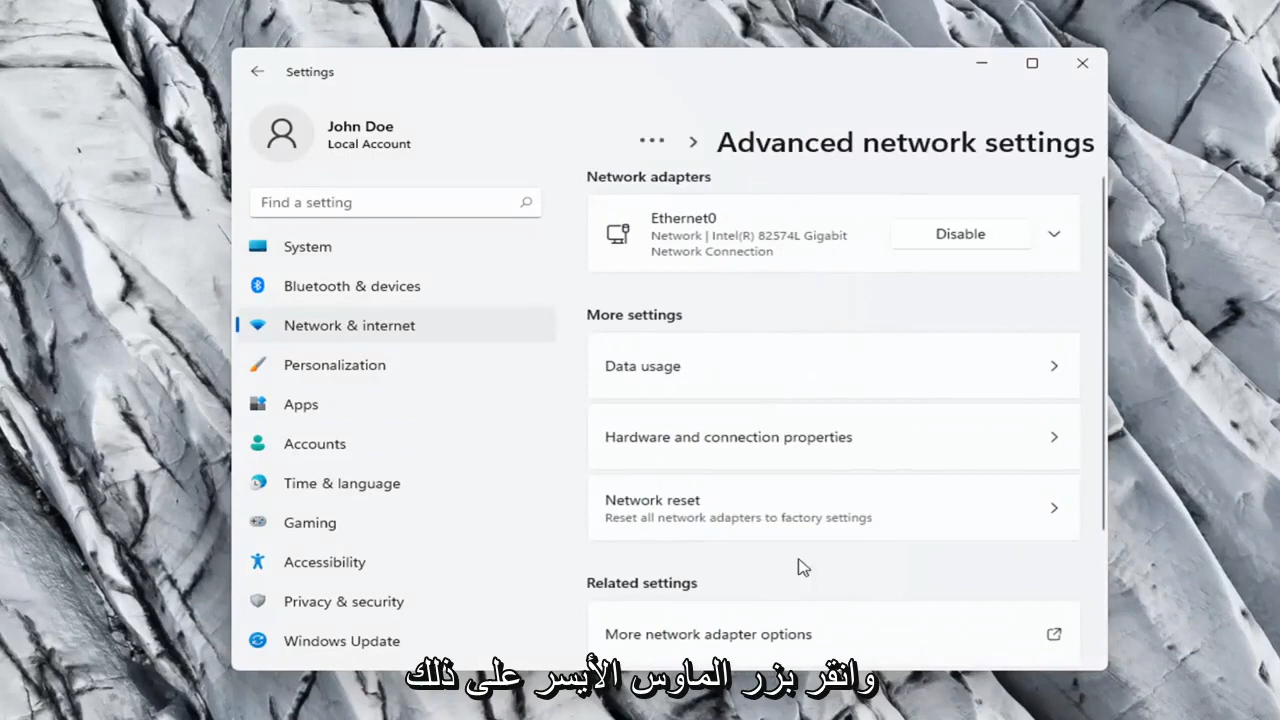 Settings
John Doe
Local Account
Find a setting
System
Bluetooth & devices
Network & internet
Personalization
Apps
Accounts
Time & language
Gaming
Accessibility
Privacy & security
Windows Update
... > Advanced network settings
Network adapters
Ethernet0
Network | Intel(R) 82574L Gigabit
Network Connection
Disable
More settings
Data usage
Hardware and connection properties
Network reset
Reset all network adapters to factory settings
Related settings
More network adapter options
وانقر بزر الماوس الأيسر على ذلك